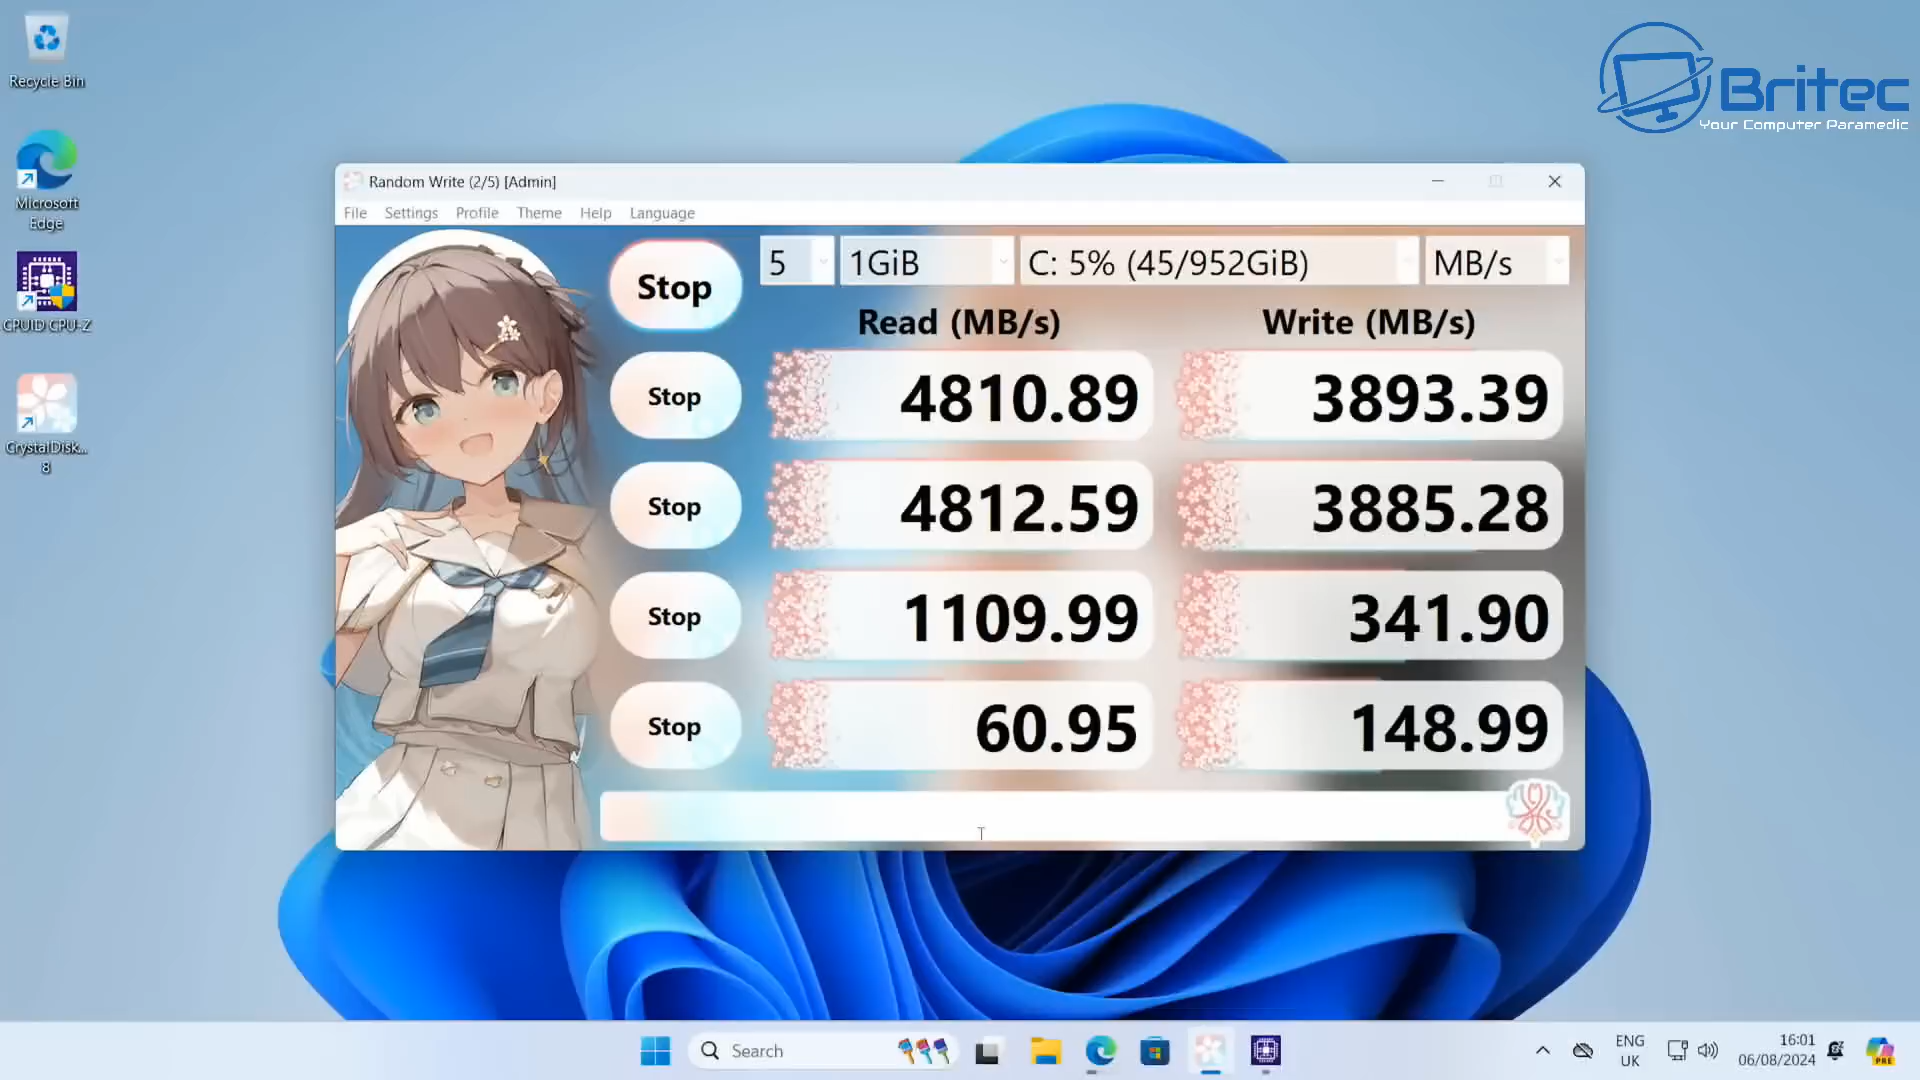 Recycle Bin
Microsoft
Edge
CPUID CPU-Z
CrystalDisk...
8
Britec
Your Computer Paramedic
Random Write (2/5) [Admin]
File Settings Profile Theme Help Language
Stop 5 1GiB C: 5% (45/952GiB) MB/s
Read (MB/s) Write (MB/s)
Stop 4810.89 3893.39
Stop 4812.59 3885.28
Stop 1109.99 341.90
Stop 60.95 148.99
Search
ENG
UK
16:01
06/08/2024
PRE